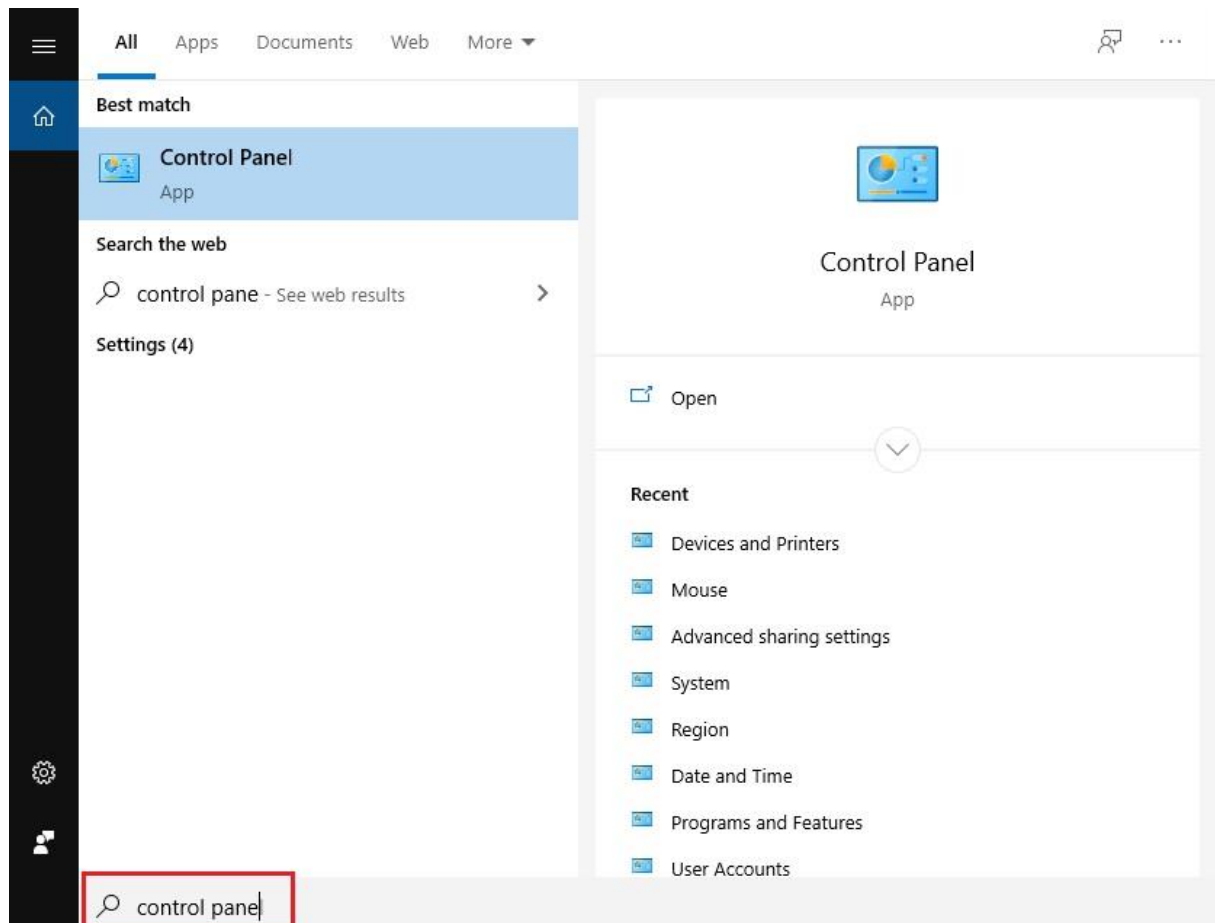 All Apps Documents Web More
Best match
Control Panel
App
Search the web
control pane - See web results
Settings (4)
Control Panel
App
Open
Recent
Devices and Printers
Mouse
Advanced sharing settings
System
Region
Date and Time
Programs and Features
User Accounts
control pane